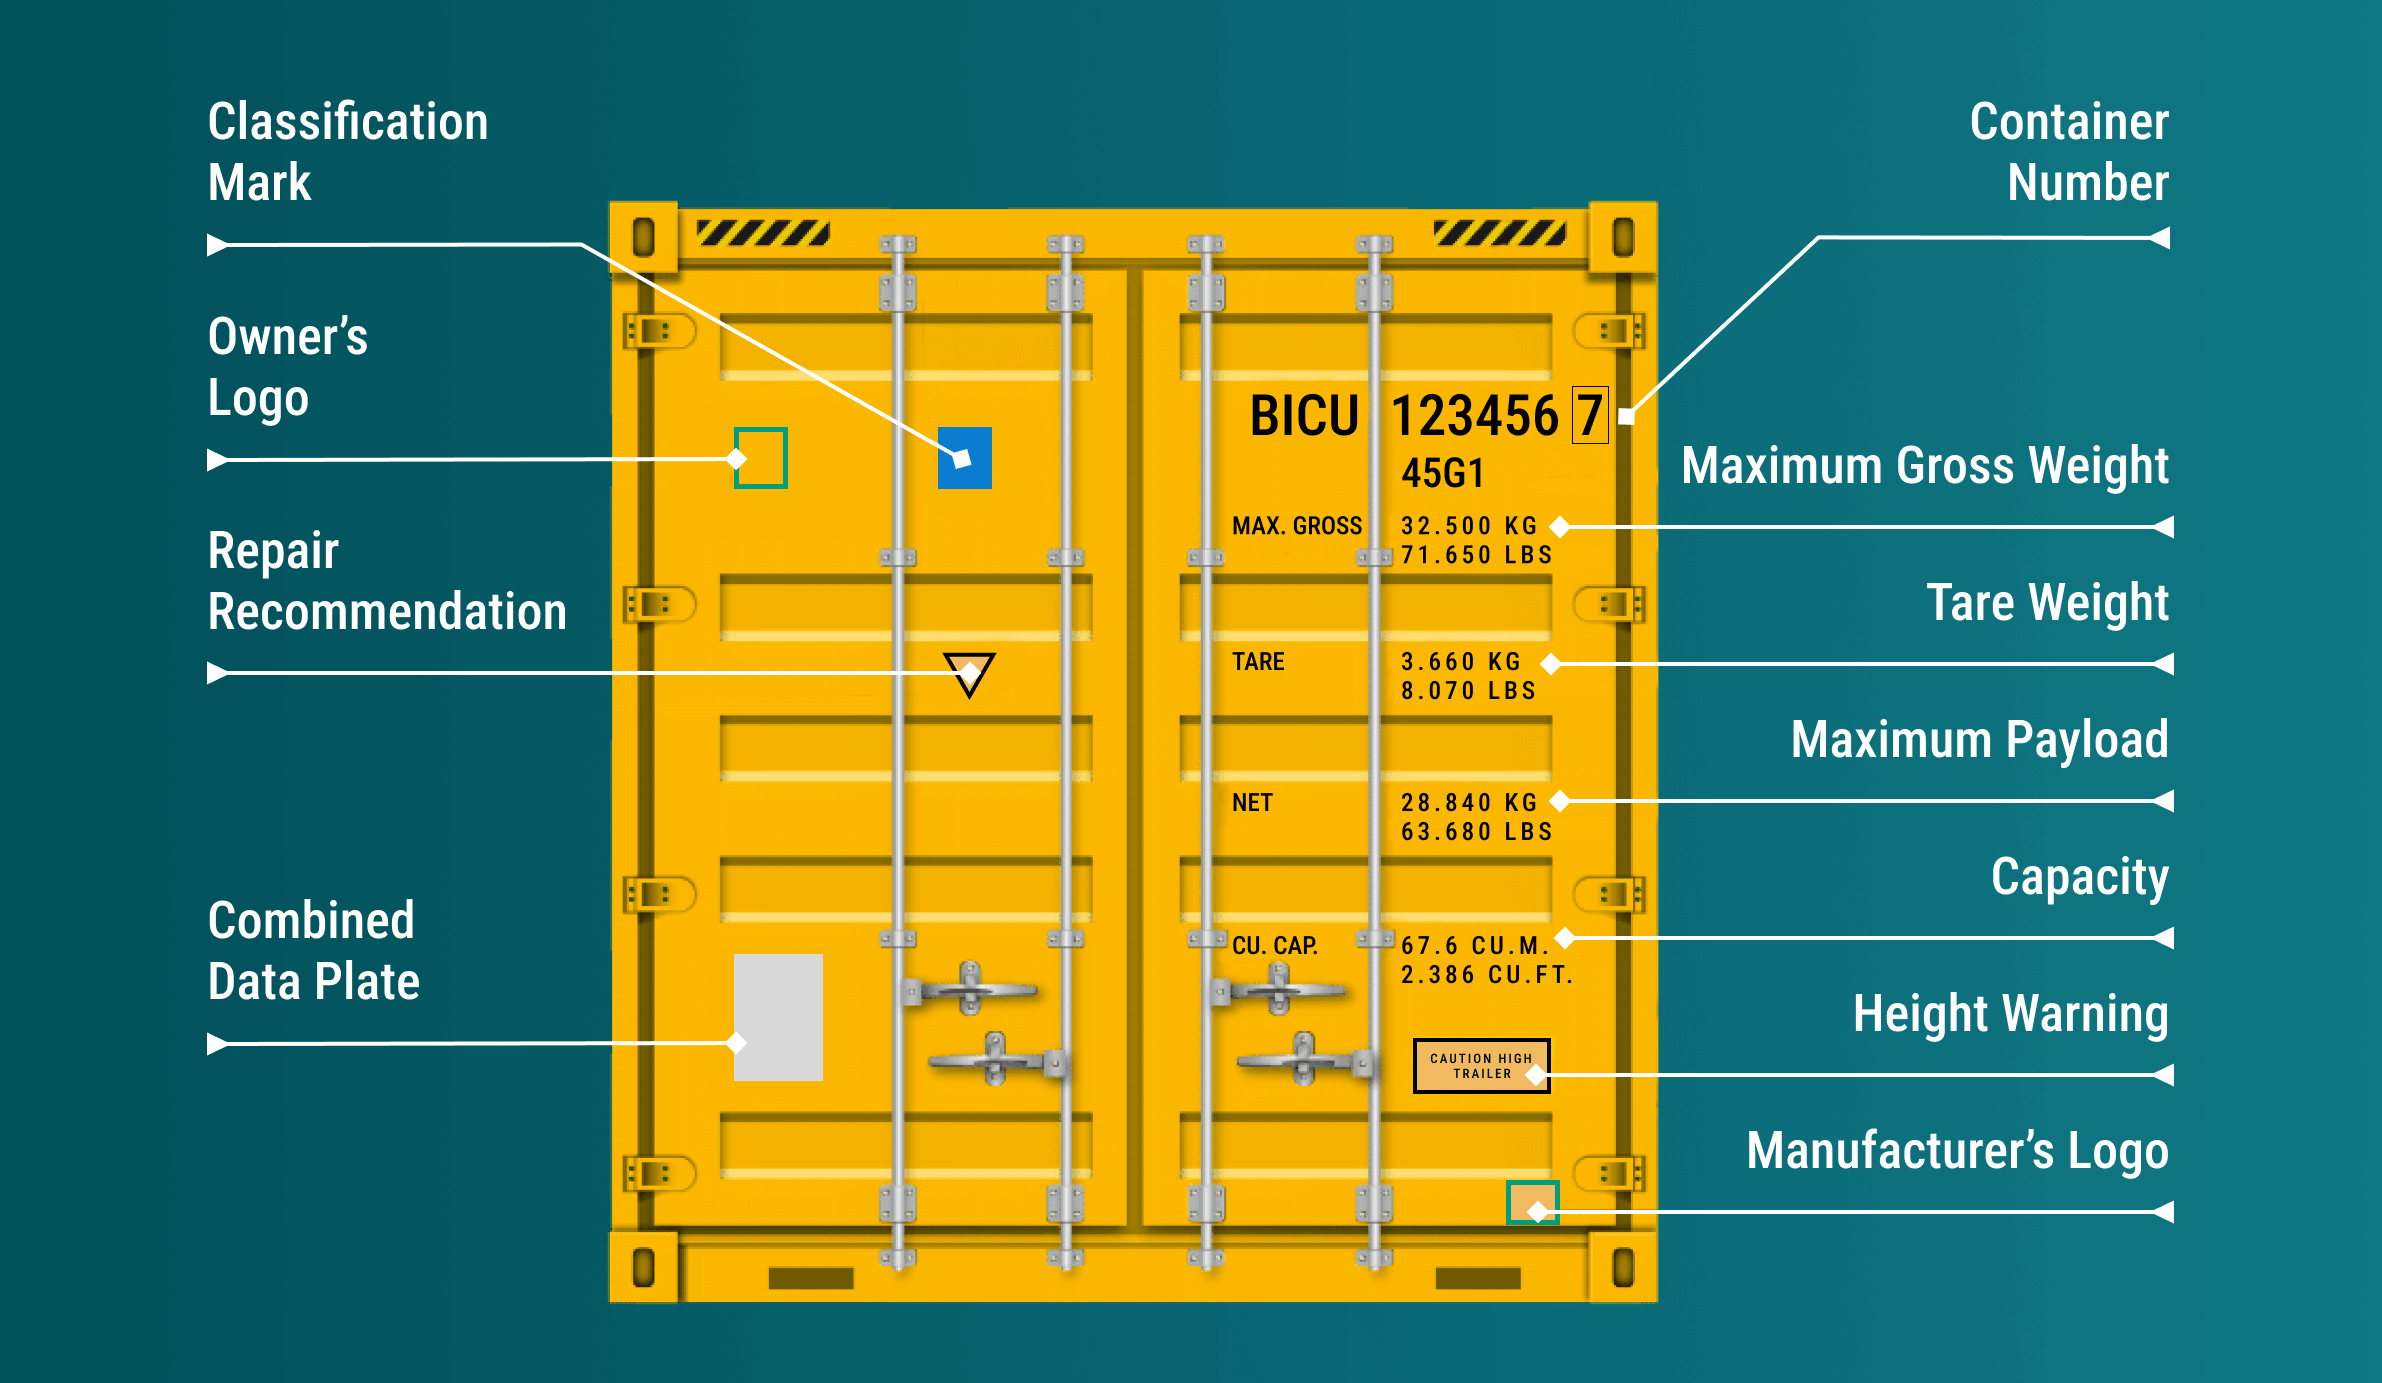 Classification
Mark
Owner’s
Logo
Repair
Recommendation
Combined
Data Plate
BICU 123456 7
45G1
MAX. GROSS 32.500 KG
71.650 LBS
TARE 3.660 KG
8.070 LBS
NET 28.840 KG
63.680 LBS
CU. CAP. 67.6 CU.M.
2.386 CU.FT.
CAUTION HIGH
TRAILER
Container
Number
Maximum Gross Weight
Tare Weight
Maximum Payload
Capacity
Height Warning
Manufacturer’s Logo